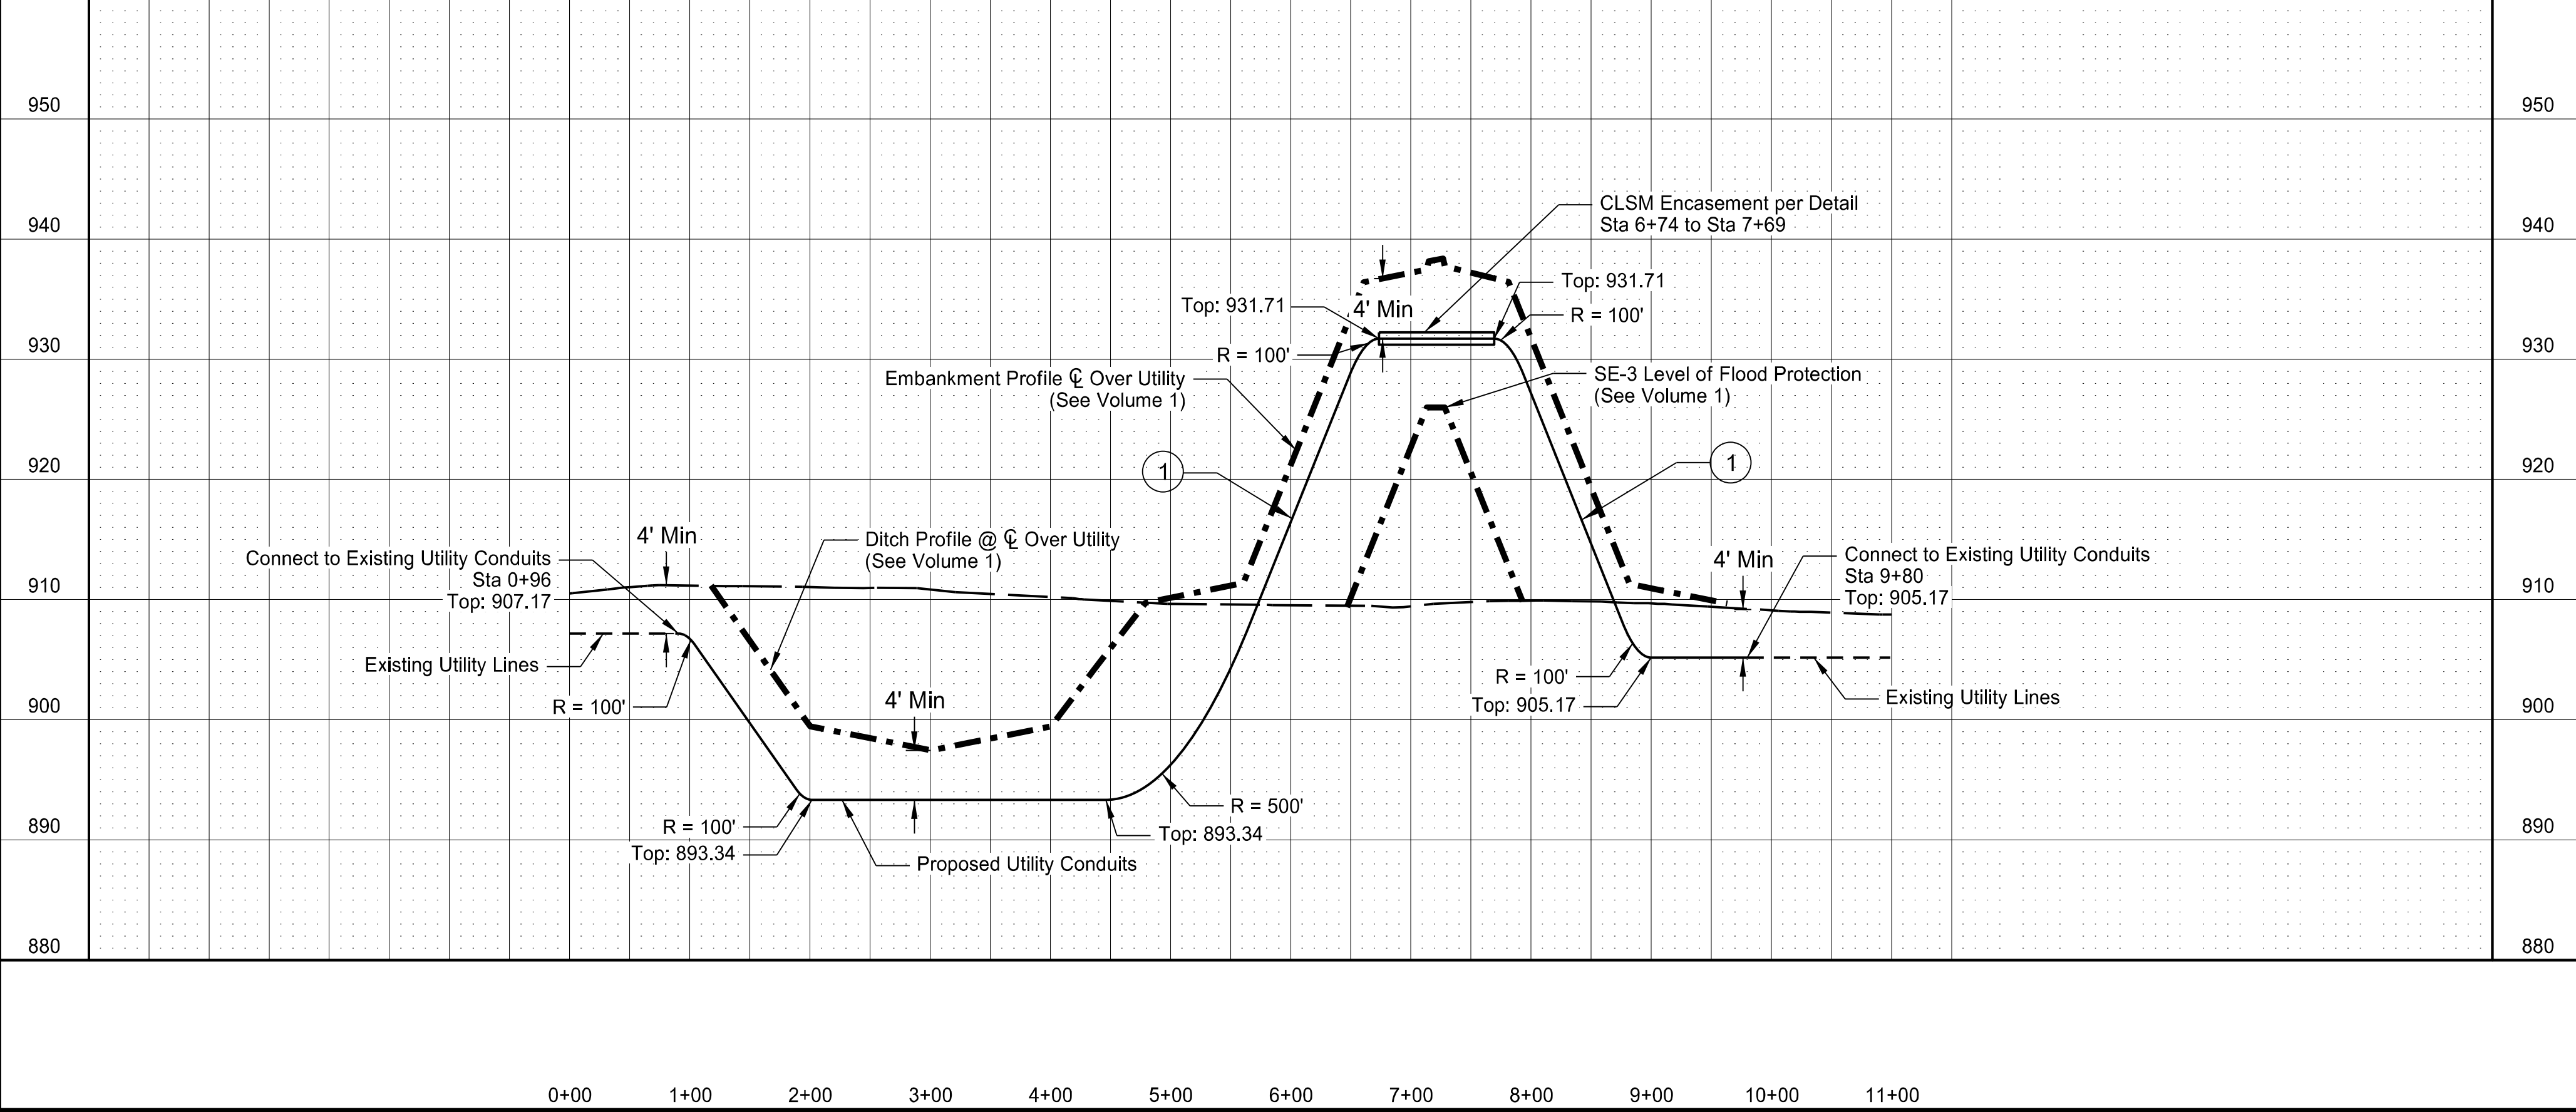 950
950
940
940
930
930
920
920
910
910
900
900
890
890
880
880
CLSM Encasement per Detail
Sta 6+74 to Sta 7+69
Top: 931.71
Top: 931.71
4' Min
R = 100'
R = 100'
Embankment Profile ℄ Over Utility
(See Volume 1)
SE-3 Level of Flood Protection
(See Volume 1)
1
1
4' Min
Ditch Profile @ ℄ Over Utility
(See Volume 1)
Connect to Existing Utility Conduits
Sta 0+96
Top: 907.17
4' Min
Connect to Existing Utility Conduits
Sta 9+80
Top: 905.17
Existing Utility Lines
R = 100'
4' Min
R = 100'
Top: 905.17
Existing Utility Lines
R = 100'
Top: 893.34
R = 500'
Top: 893.34
Proposed Utility Conduits
0+00 1+00 2+00 3+00 4+00 5+00 6+00 7+00 8+00 9+00 10+00 11+00